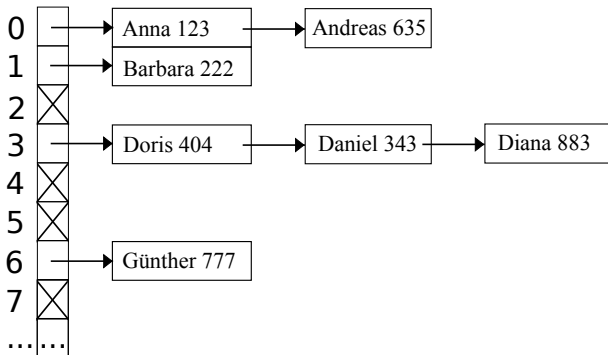 0 Anna 123 Andreas 635
1 Barbara 222
2
3 Doris 404 Daniel 343 Diana 883
4
5
6 Günther 777
7
... ...